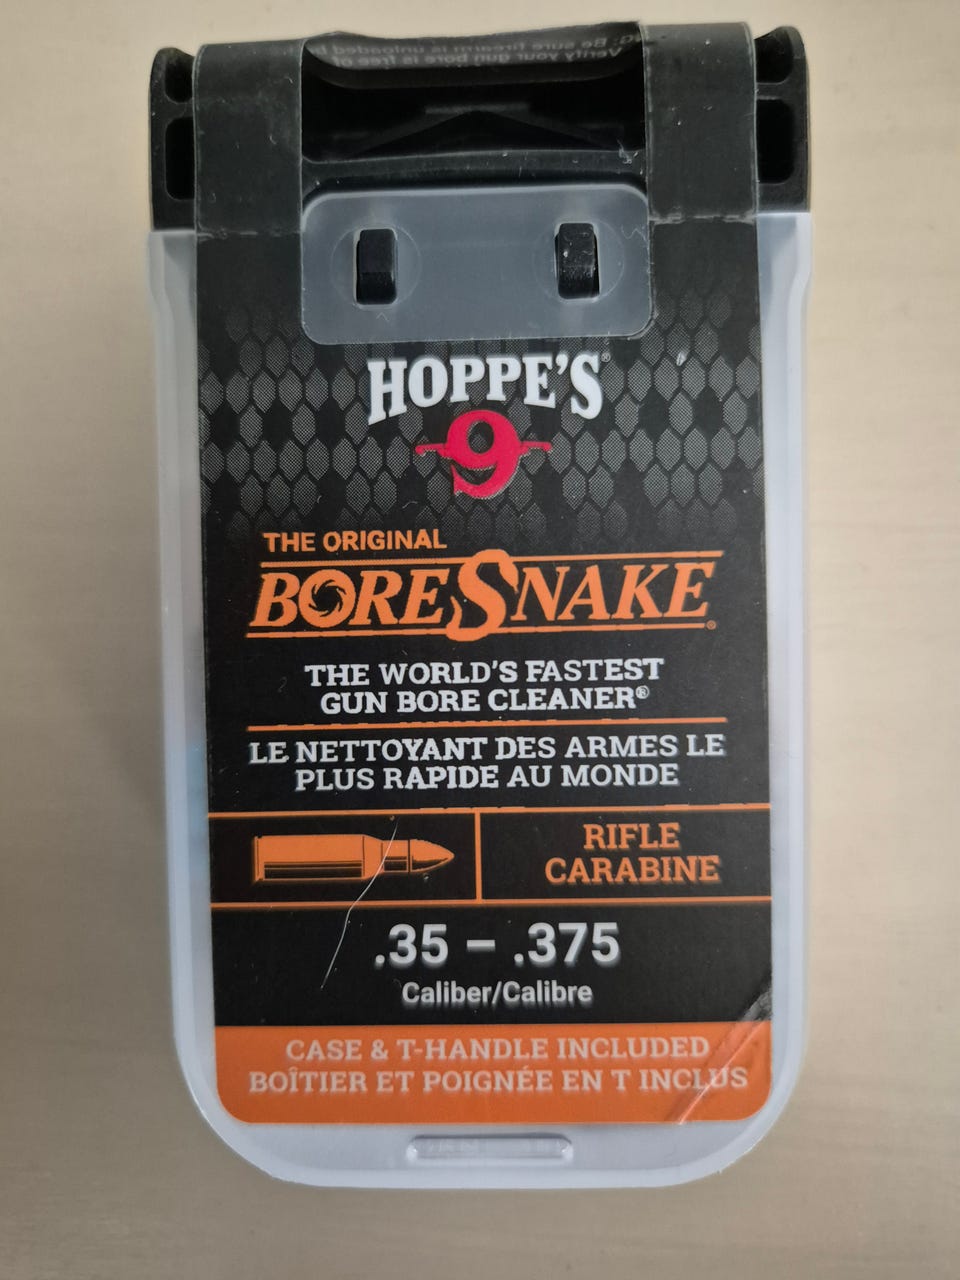 HOPPE'S®
9
THE ORIGINAL
BORESNAKE®
THE WORLD'S FASTEST
GUN BORE CLEANER®
LE NETTOYANT DES ARMES LE
PLUS RAPIDE AU MONDE
RIFLE
CARABINE
.35 – .375
Caliber/Calibre
CASE & T-HANDLE INCLUDED
BOÎTIER ET POIGNÉE EN T INCLUS